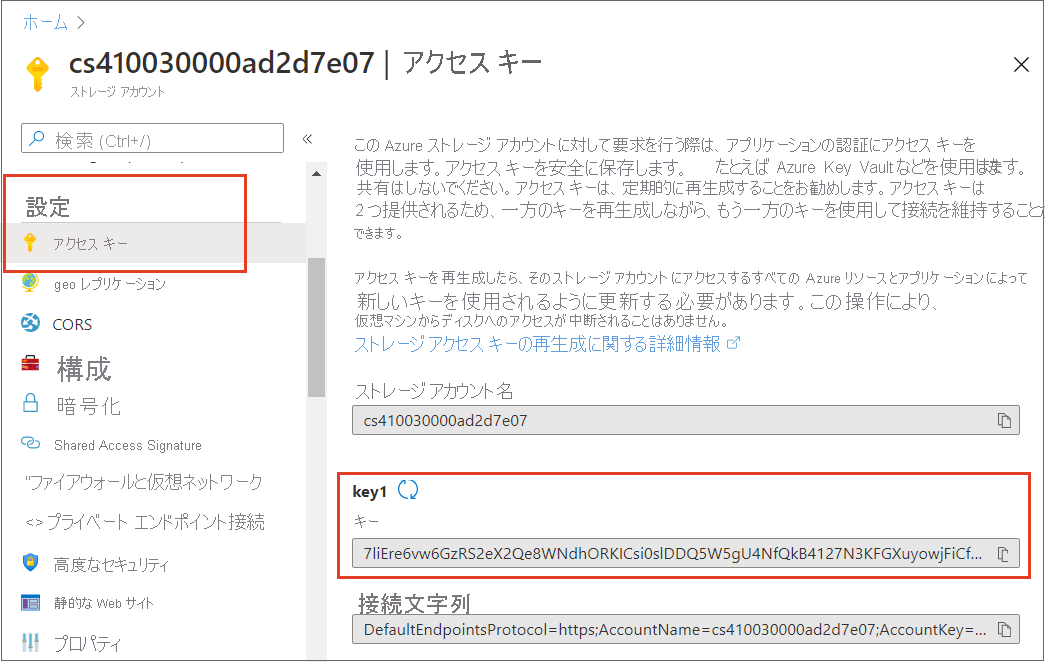 ホーム >
cs410030000ad2d7e07 | アクセス キー
ストレージ アカウント
検索 (Ctrl+/)
«
設定
アクセス キー
geo レプリケーション
CORS
構成
暗号化
Shared Access Signature
"ファイアウォールと仮想ネットワーク
<>プライベート エンドポイント接続
高度なセキュリティ
静的な Web サイト
プロパティ
この Azure ストレージ アカウントに対して要求を行う際は、アプリケーションの認証にアクセス キーを
使用します。アクセス キーを安全に保存します。 たとえば Azure Key Vaultなどを使用
共有はしないでください。アクセス キーは、定期的に再生成することをお勧めします。アクセス キーは
2 つ提供されるため、一方のキーを再生成しながら、もう一方のキーを使用して接続を維持すること
できます。
アクセス キーを再生成したら、そのストレージ アカウントにアクセスするすべての Azure リソースとアプリケーションによって
新しいキーを使用されるように更新する必要があります。この操作により、
仮想マシンからディスクへのアクセスが中断されることはありません。
ストレージ アクセス キーの再生成に関する詳細情報
ストレージ アカウント名
cs410030000ad2d7e07
key1
キー
7liEre6vw6GzRS2eX2Qe8WNdhORKICsi0slDDQ5W5gU4NfQkB4127N3KFGXuyowjFiCf...
接続文字列
DefaultEndpointsProtocol=https;AccountName=cs410030000ad2d7e07;AccountKey=...